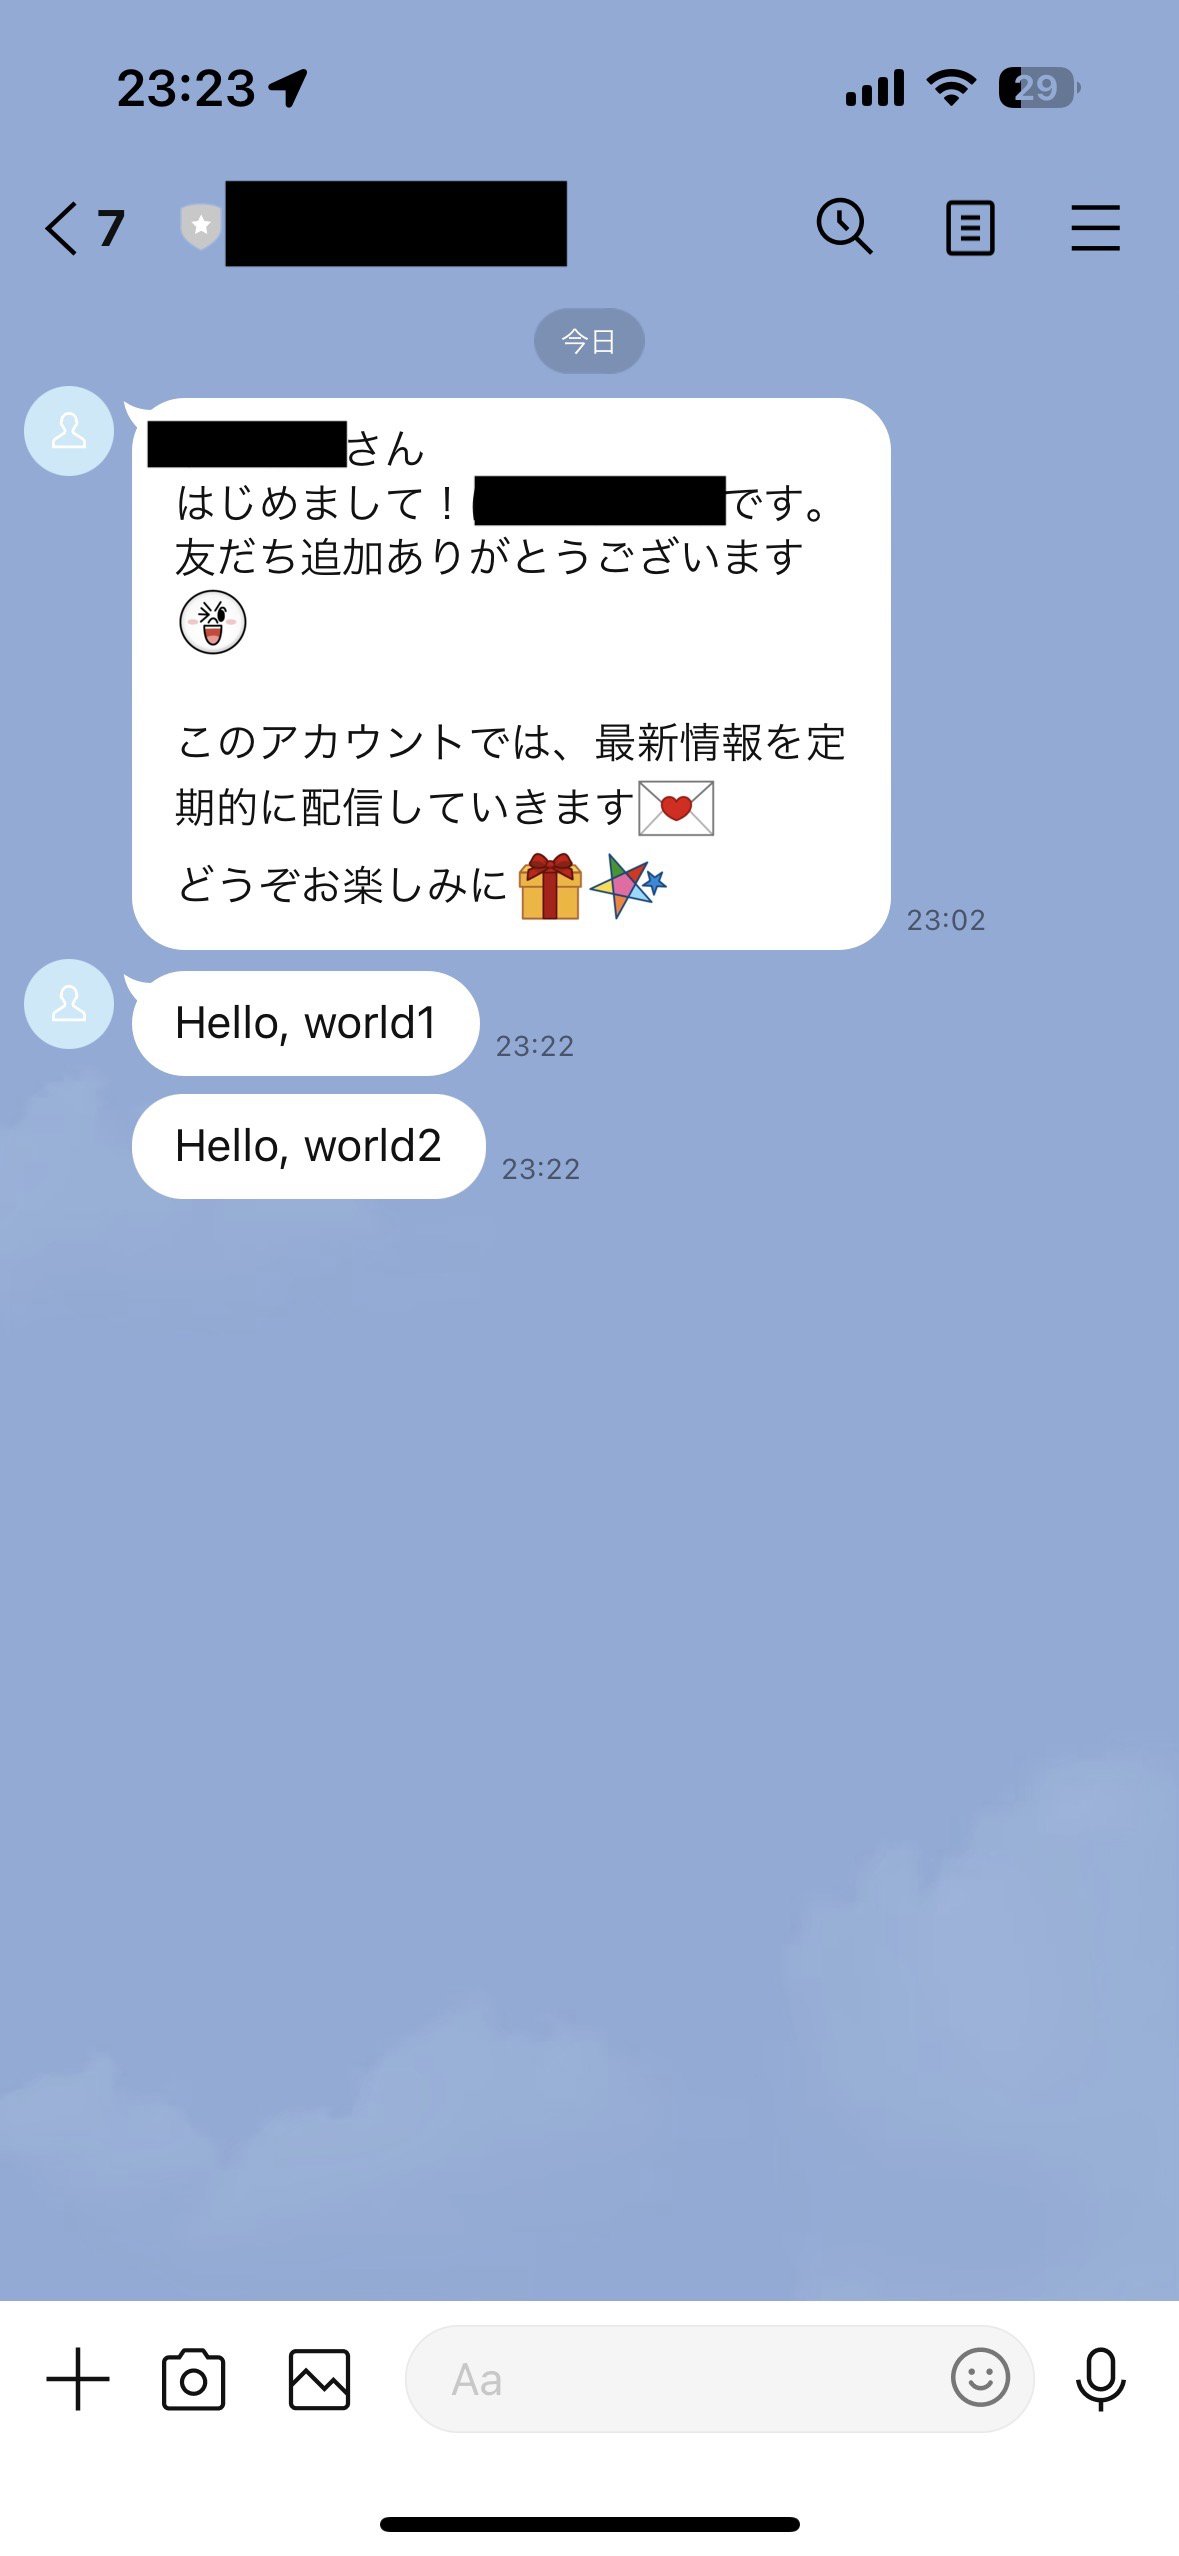 23:23
29
7
今日
さん
はじめまして！
です。
友だち追加ありがとうございます
このアカウントでは、最新情報を定
期的に配信していきます
どうぞお楽しみに
23:02
Hello, world1
23:22
Hello, world2
23:22
Aa